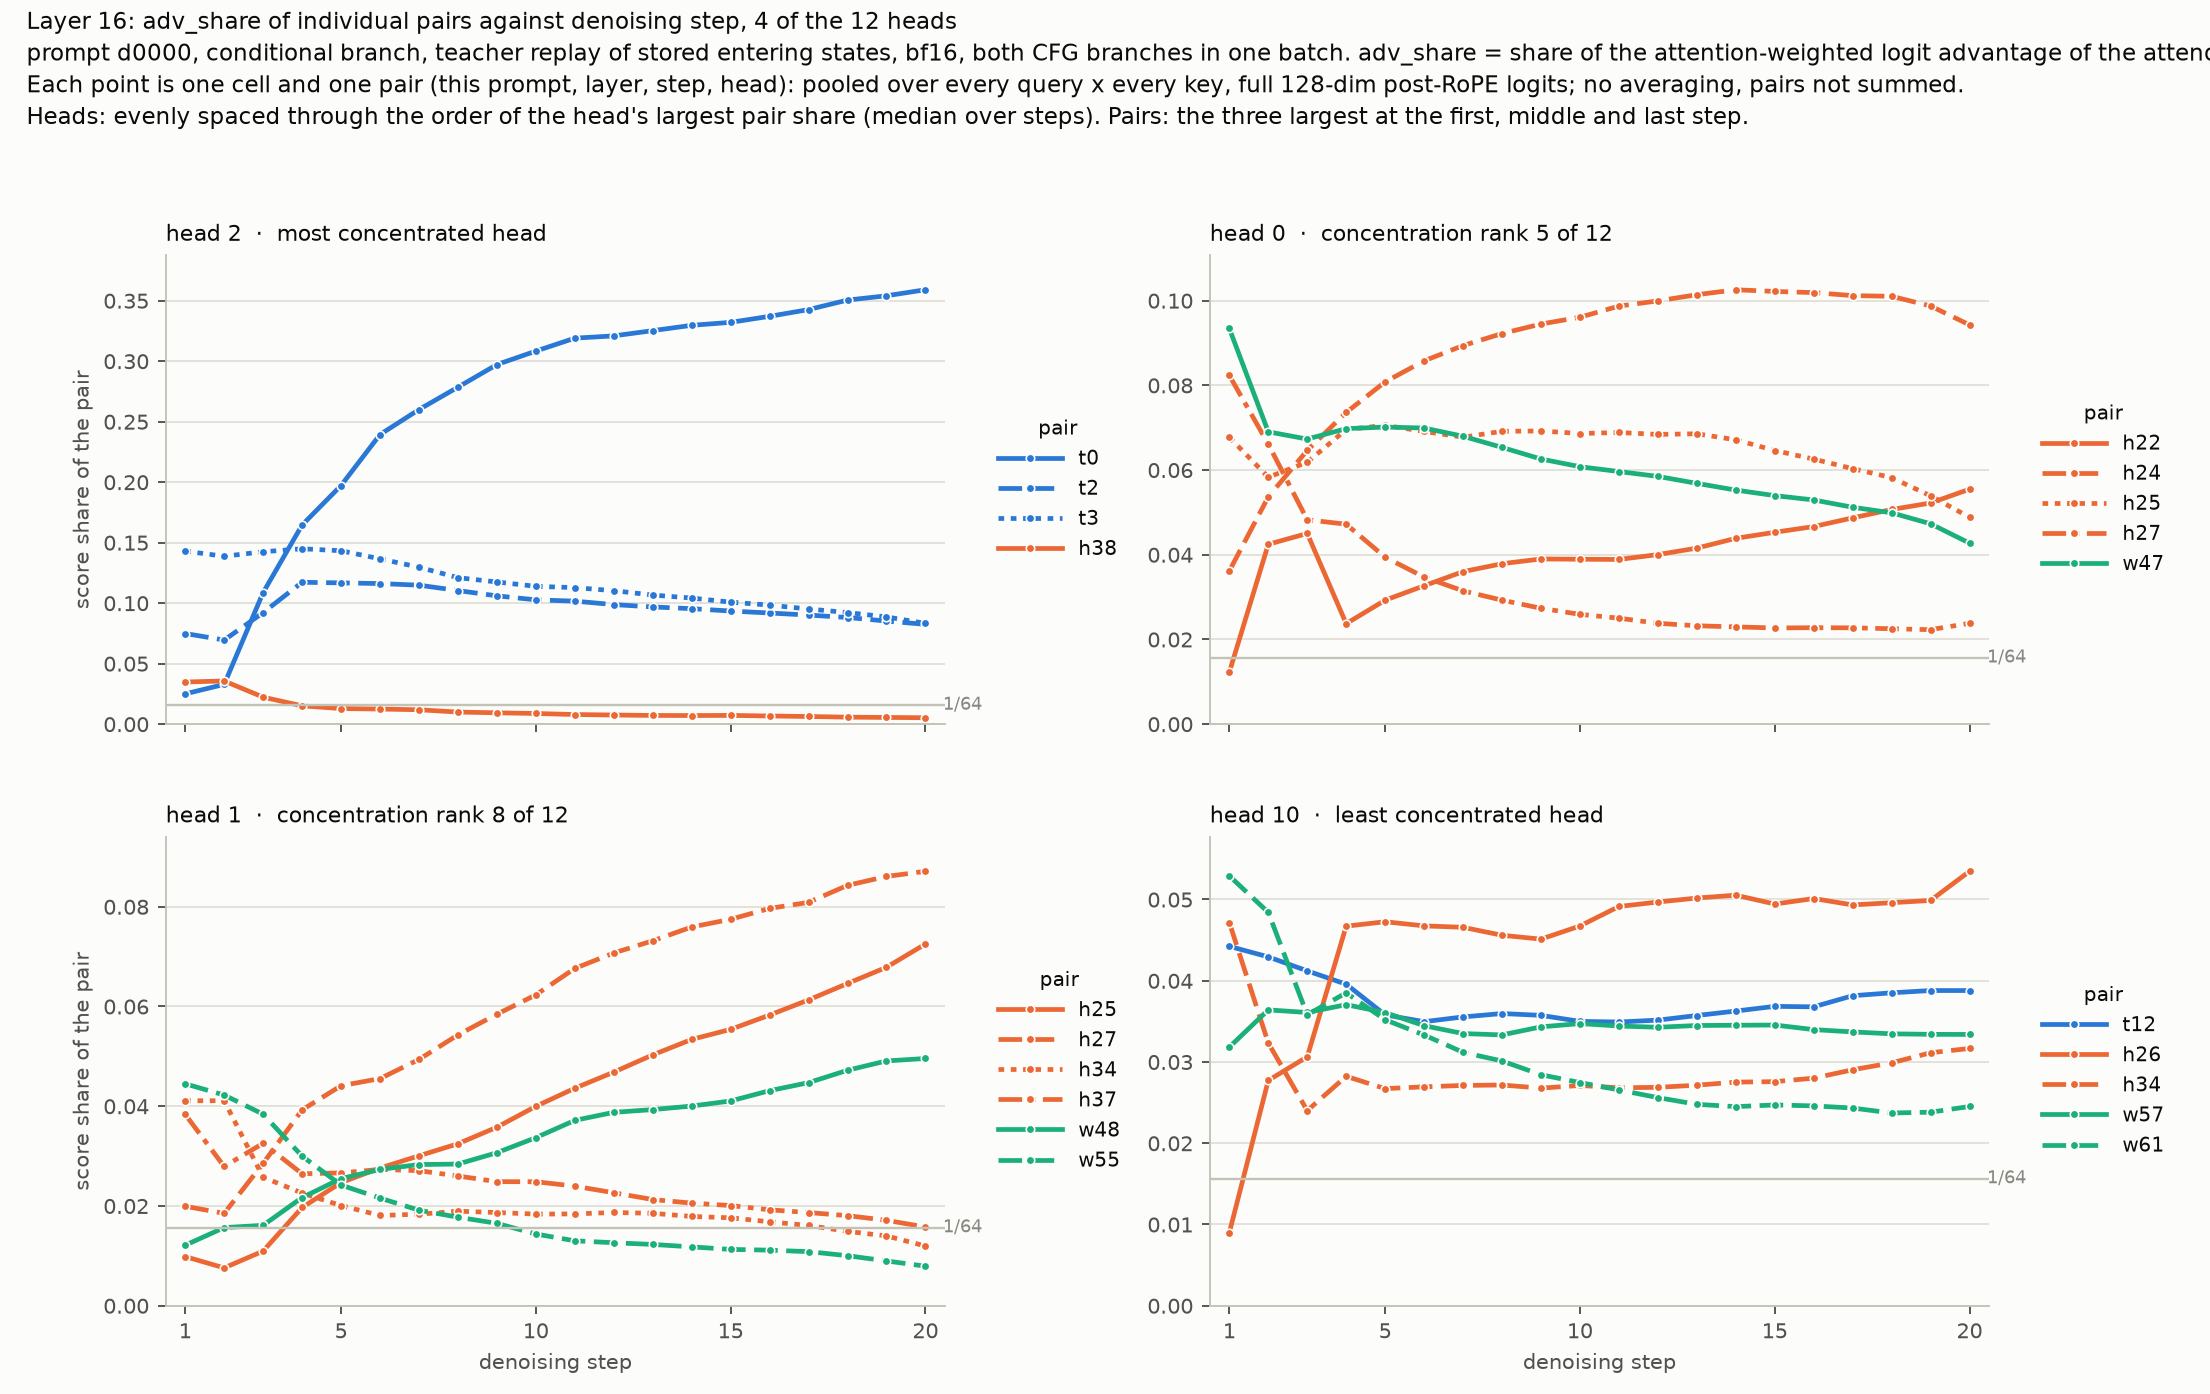 Layer 16: adv_share of individual pairs against denoising step, 4 of the 12 heads
prompt d0000, conditional branch, teacher replay of stored entering states, bf16, both CFG branches in one batch. adv_share = share of the attention-weighted logit advantage of the
Each point is one cell and one pair (this prompt, layer, step, head): pooled over every query x every key, full 128-dim post-RoPE logits; no averaging, pairs not summed.
Heads: evenly spaced through the order of the head's largest pair share (median over steps). Pairs: the three largest at the first, middle and last step.
head 2 · most concentrated head
score share of the pair
0.35
0.30
0.25
0.20
0.15
0.10
0.05
0.00
1/64
pair
t0
t2
t3
h38
head 0 · concentration rank 5 of 12
0.10
0.08
0.06
0.04
0.02
0.00
1/64
pair
h22
h24
h25
h27
w47
head 1 · concentration rank 8 of 12
score share of the pair
0.08
0.06
0.04
0.02
0.00
1/64
1
5
10
15
20
denoising step
pair
h25
h27
h34
h37
w48
w55
head 10 · least concentrated head
0.05
0.04
0.03
0.02
0.01
0.00
1/64
1
5
10
15
20
denoising step
pair
t12
h26
h34
w57
w61